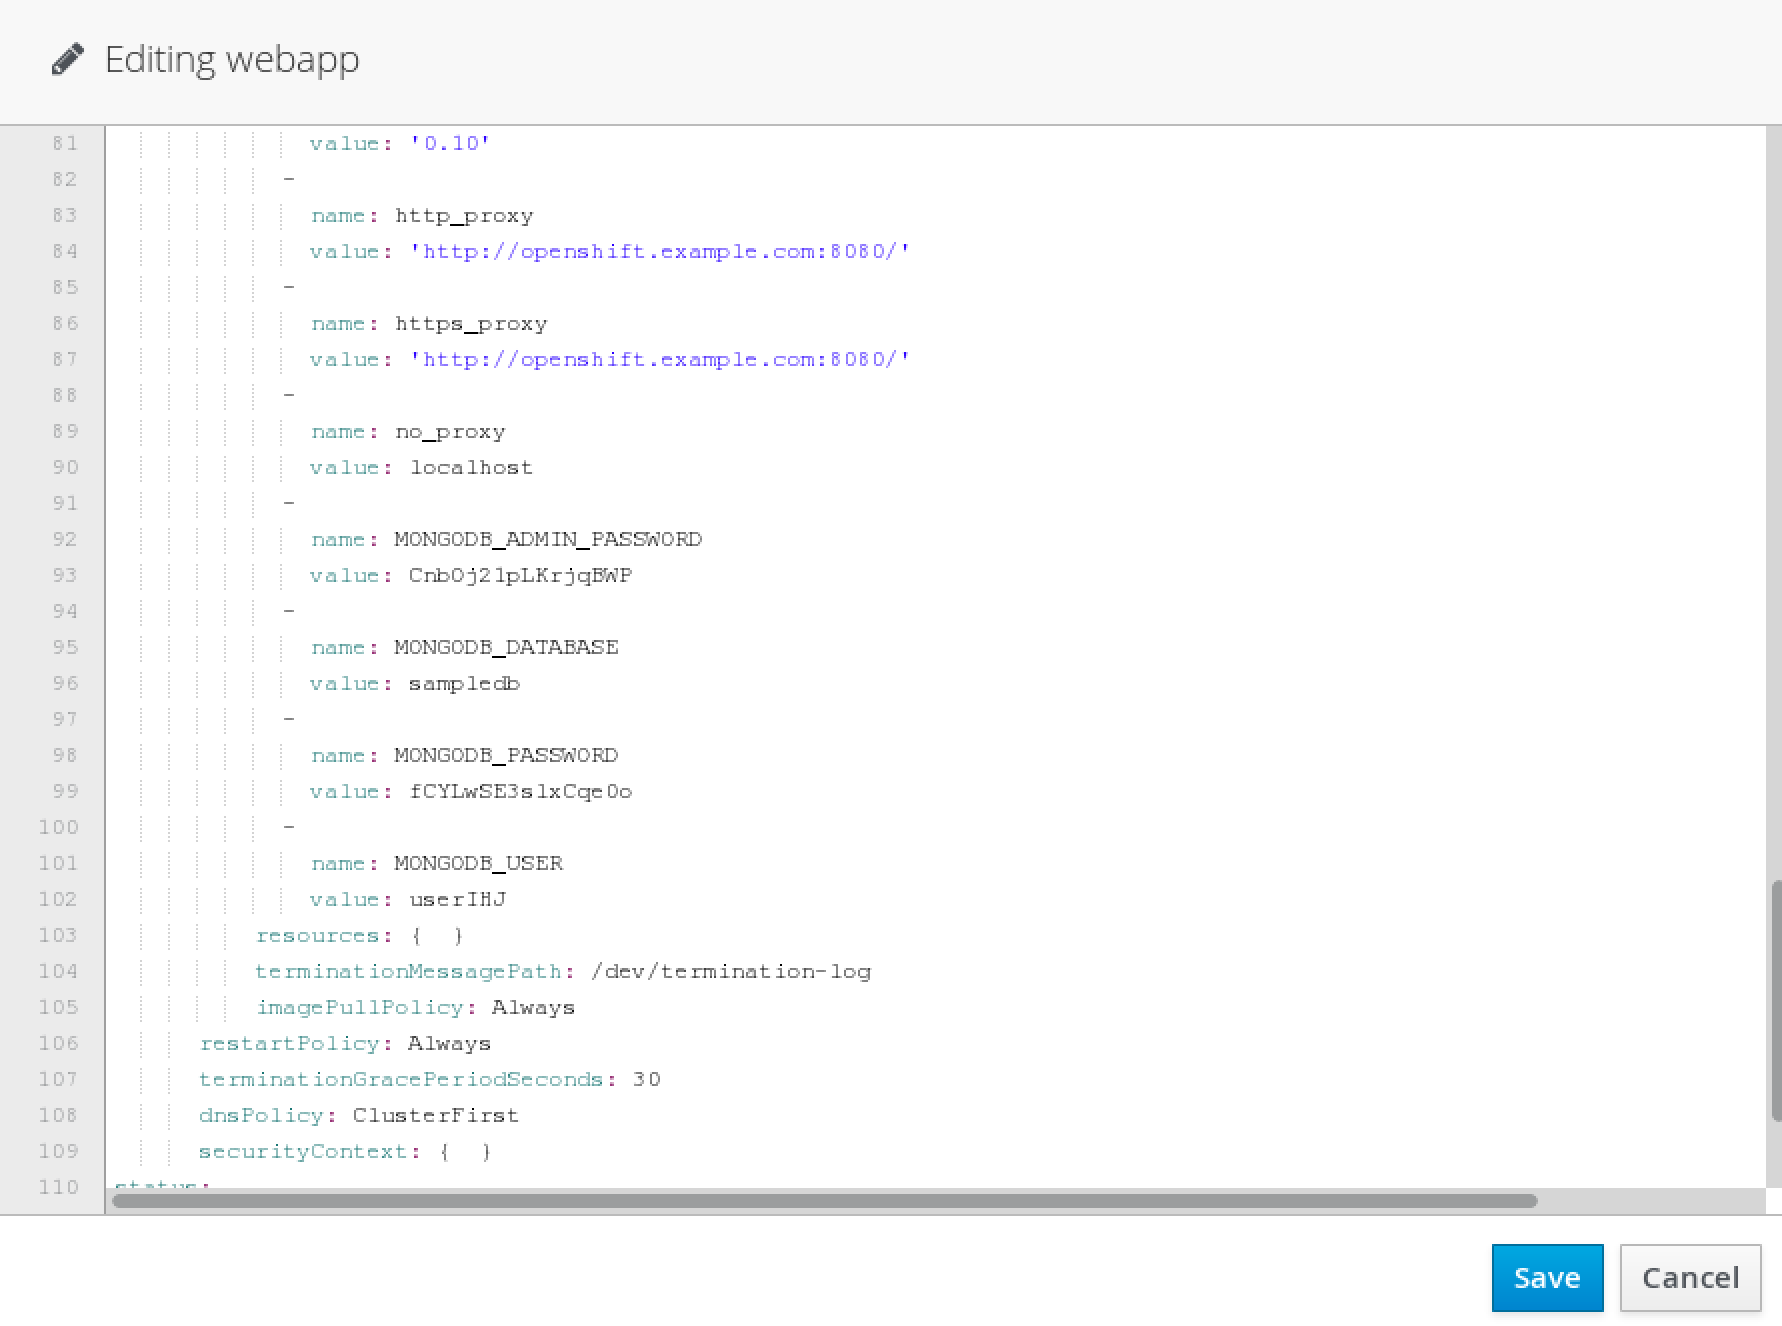 Editing webapp
81 value: '0.10'
82 -
83 name: http_proxy
84 value: 'http://openshift.example.com:8080/'
85 -
86 name: https_proxy
87 value: 'http://openshift.example.com:8080/'
88 -
89 name: no_proxy
90 value: localhost
91 -
92 name: MONGODB_ADMIN_PASSWORD
93 value: CnbOj21pLKrjqBWP
94 -
95 name: MONGODB_DATABASE
96 value: sampledb
97 -
98 name: MONGODB_PASSWORD
99 value: fCYLwSE3slxCqe0o
100 -
101 name: MONGODB_USER
102 value: userIHJ
103 resources: {  }
104 terminationMessagePath: /dev/termination-log
105 imagePullPolicy: Always
106 restartPolicy: Always
107 terminationGracePeriodSeconds: 30
108 dnsPolicy: ClusterFirst
109 securityContext: {  }
110 status:
Save Cancel